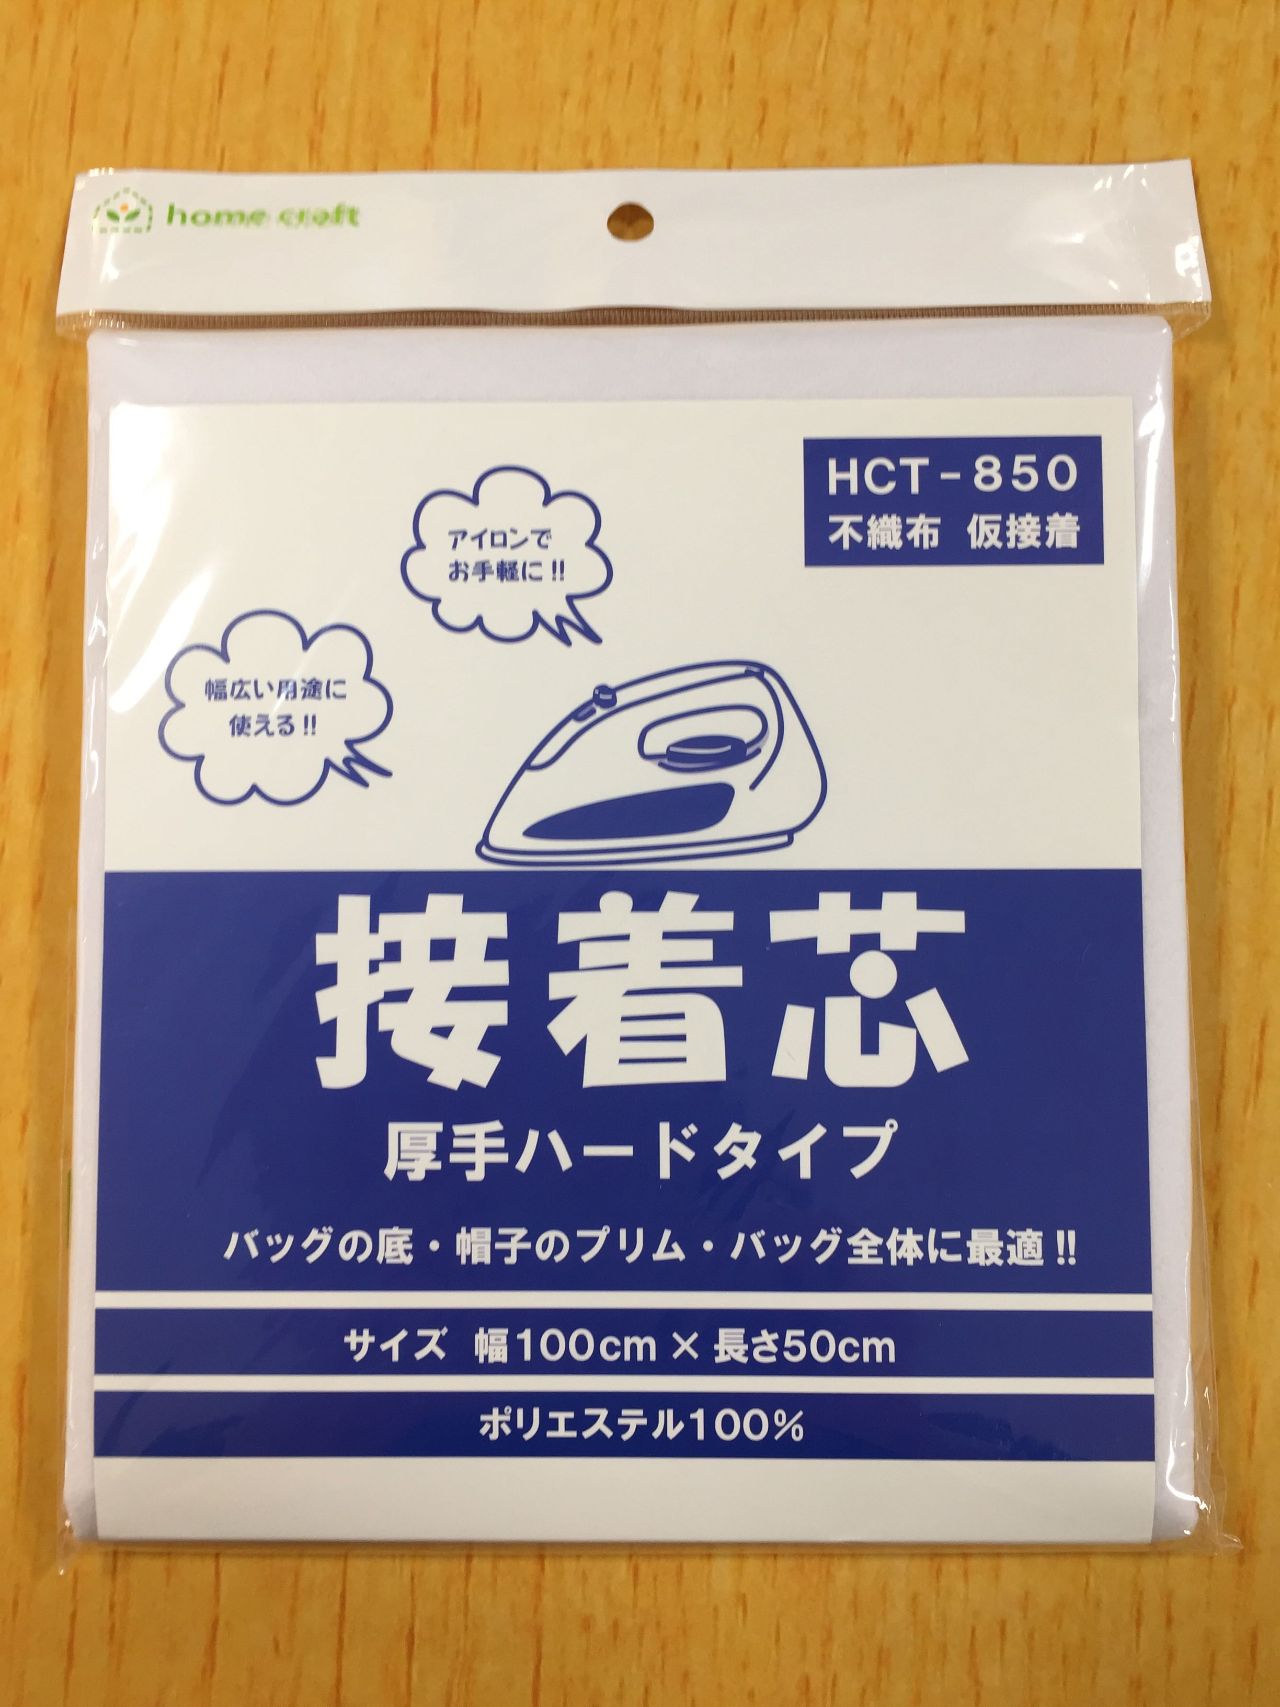 home craft
HCT-850
不織布 仮接着
アイロンで
お手軽に!!
幅広い用途に
使える!!
接着芯
厚手ハードタイプ
バッグの底・帽子のプリム・バッグ全体に最適!!
サイズ 幅100cm×長さ50cm
ポリエステル100%